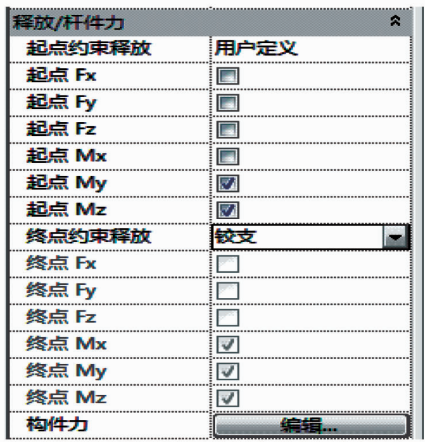 释放/杆件力
起点约束释放 用户定义
起点 Fx
起点 Fy
起点 Fz
起点 Mx
起点 My
起点 Mz
终点约束释放 铰支
终点 Fx
终点 Fy
终点 Fz
终点 Mx
终点 My
终点 Mz
构件力 编辑...